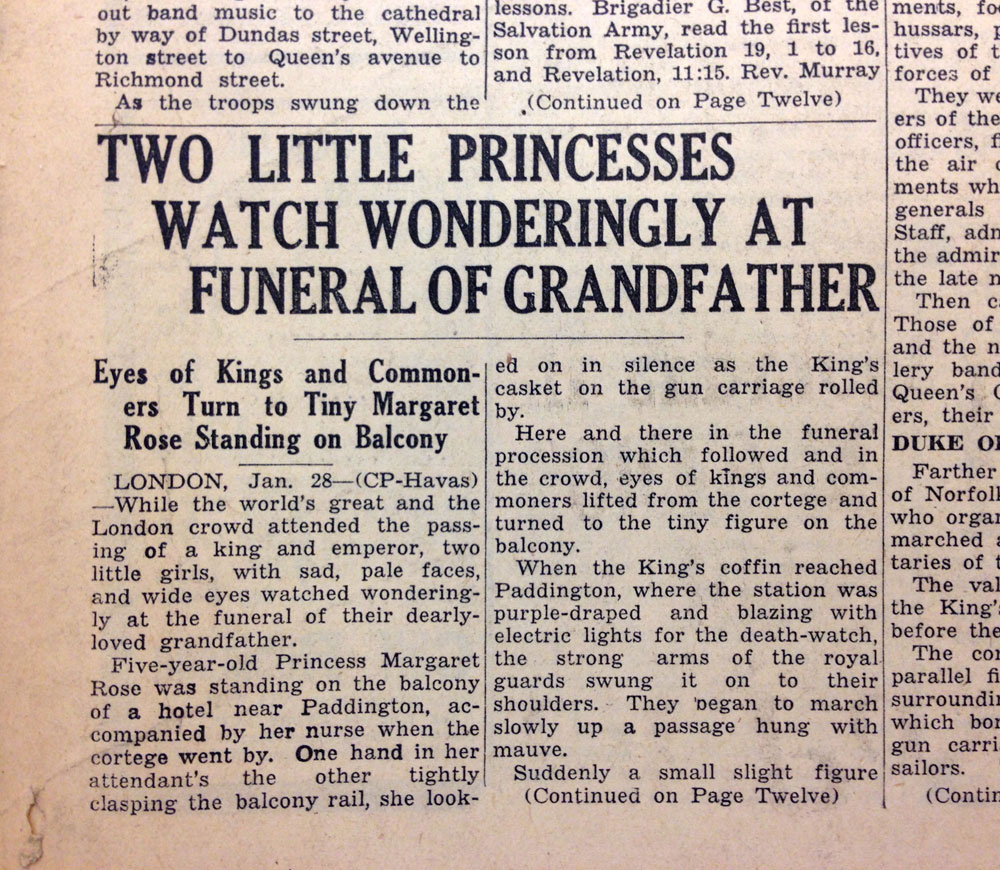 out band music to the cathedral
by way of Dundas street, Welling-
ton street to Queen's avenue to
Richmond street.
As the troops swung down the
lessons. Brigadier G. Best, of the
Salvation Army, read the first les-
son from Revelation 19, 1 to 16,
and Revelation, 11:15. Rev. Murray
(Continued on Page Twelve)
TWO LITTLE PRINCESSES
WATCH WONDERINGLY AT
FUNERAL OF GRANDFATHER
Eyes of Kings and Common-
ers Turn to Tiny Margaret
Rose Standing on Balcony
LONDON, Jan. 28—(CP-Havas)
—While the world's great and the
London crowd attended the pass-
ing of a king and emperor, two
little girls, with sad, pale faces,
and wide eyes watched wondering-
ly at the funeral of their dearly-
loved grandfather.
Five-year-old Princess Margaret
Rose was standing on the balcony
of a hotel near Paddington, ac-
companied by her nurse when the
cortege went by. One hand in her
attendant's the other tightly
clasping the balcony rail, she look-
ed on in silence as the King's
casket on the gun carriage rolled
by.
Here and there in the funeral
procession which followed and in
the crowd, eyes of kings and com-
moners lifted from the cortege and
turned to the tiny figure on the
balcony.
When the King's coffin reached
Paddington, where the station was
purple-draped and blazing with
electric lights for the death-watch,
the strong arms of the royal
guards swung it on to their
shoulders. They began to march
slowly up a passage hung with
mauve.
Suddenly a small slight figure
(Continued on Page Twelve)
ments,
hussars,
tives of
forces of
They
ers of the
officers,
the air
ments
generals
Staff,
the
the late
Then
Those of
and the
lery band
Queen's
ers, their
DUKE
Farther
of
who
marched
taries of
The
the King's
before the
The
parallel
which
gun
sailors.